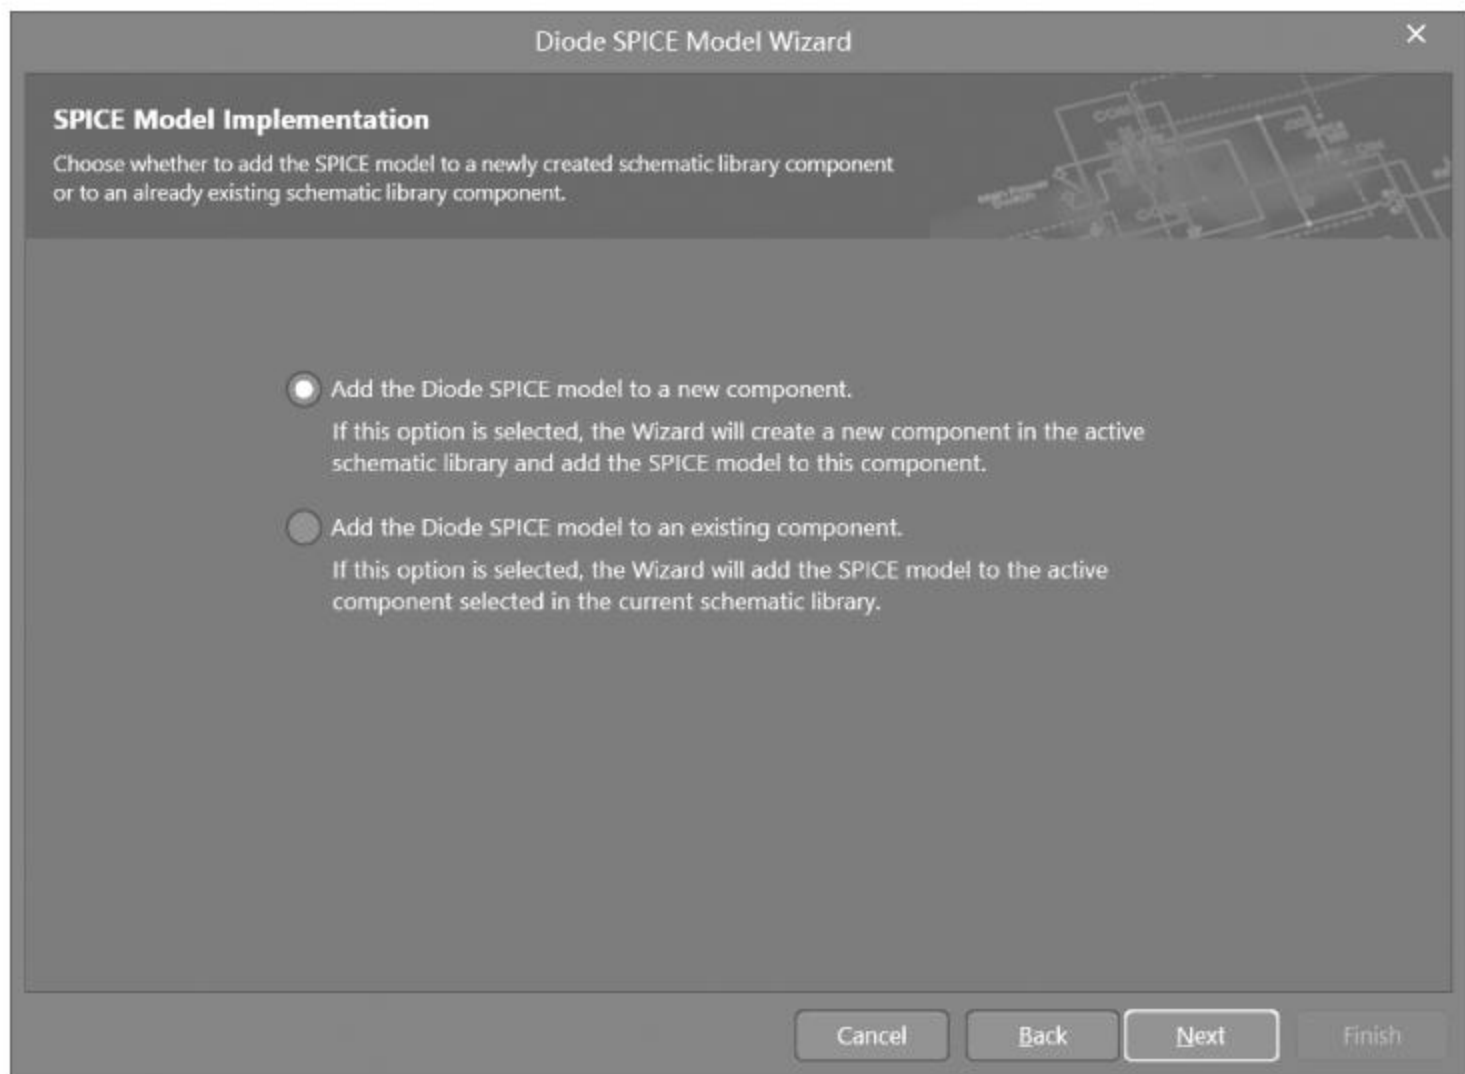 Diode SPICE Model Wizard
SPICE Model Implementation
Choose whether to add the SPICE model to a newly created schematic library component
or to an already existing schematic library component.
Add the Diode SPICE model to a new component.
If this option is selected, the Wizard will create a new component in the active
schematic library and add the SPICE model to this component.
Add the Diode SPICE model to an existing component.
If this option is selected, the Wizard will add the SPICE model to the active
component selected in the current schematic library.
Cancel
Back
Next
Finish